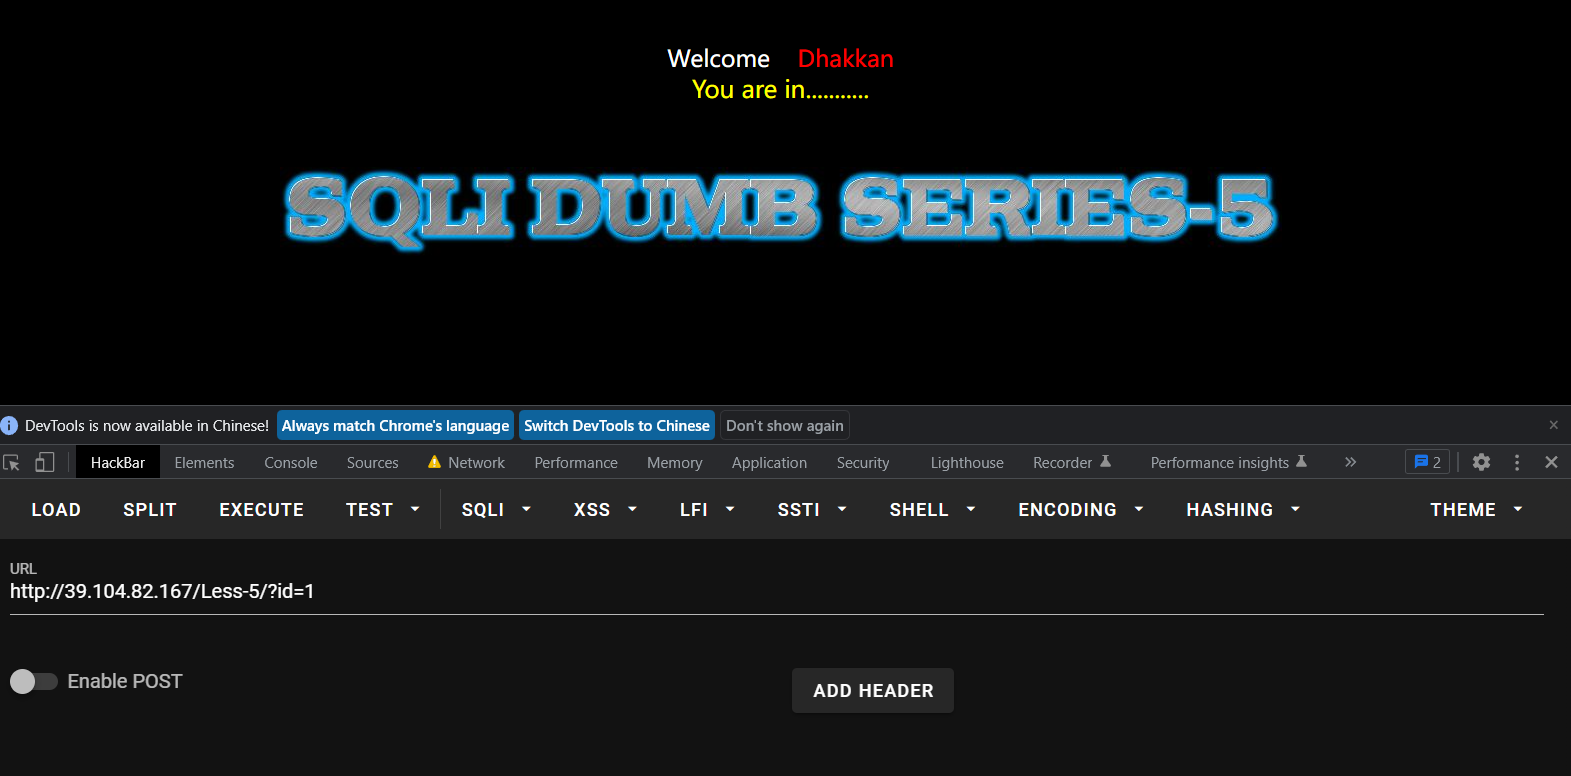 Welcome Dhakkan
You are in...........
SQLI DUMB SERIES-5
DevTools is now available in Chinese! Always match Chrome's language Switch DevTools to Chinese Don't show again
HackBar Elements Console Sources Network Performance Memory Application Security Lighthouse Recorder Performance insights 2
LOAD SPLIT EXECUTE TEST SQLI XSS LFI SSTI SHELL ENCODING HASHING THEME
URL
http://39.104.82.167/Less-5/?id=1
Enable POST ADD HEADER